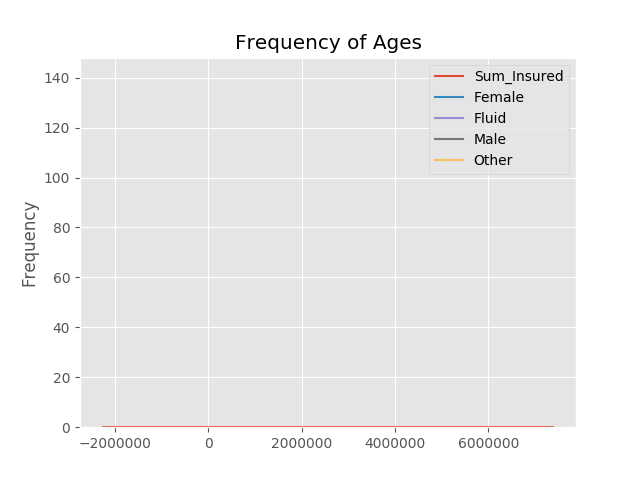 Frequency of Ages
Sum_Insured
Female
Fluid
Male
Other
Frequency
140
120
100
80
60
40
20
0
−2000000 0 2000000 4000000 6000000